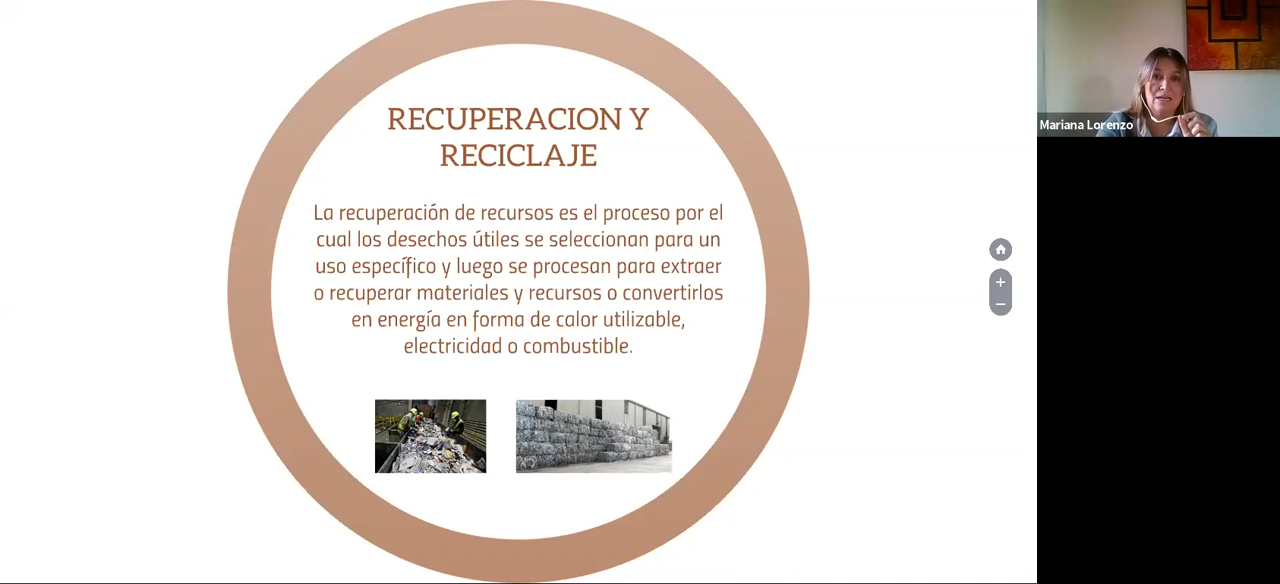 RECUPERACION Y
RECICLAJE
La recuperación de recursos es el proceso por el
cual los desechos útiles se seleccionan para un
uso específico y luego se procesan para extraer
o recuperar materiales y recursos o convertirlos
en energía en forma de calor utilizable,
electricidad o combustible.
Mariana Lorenzo